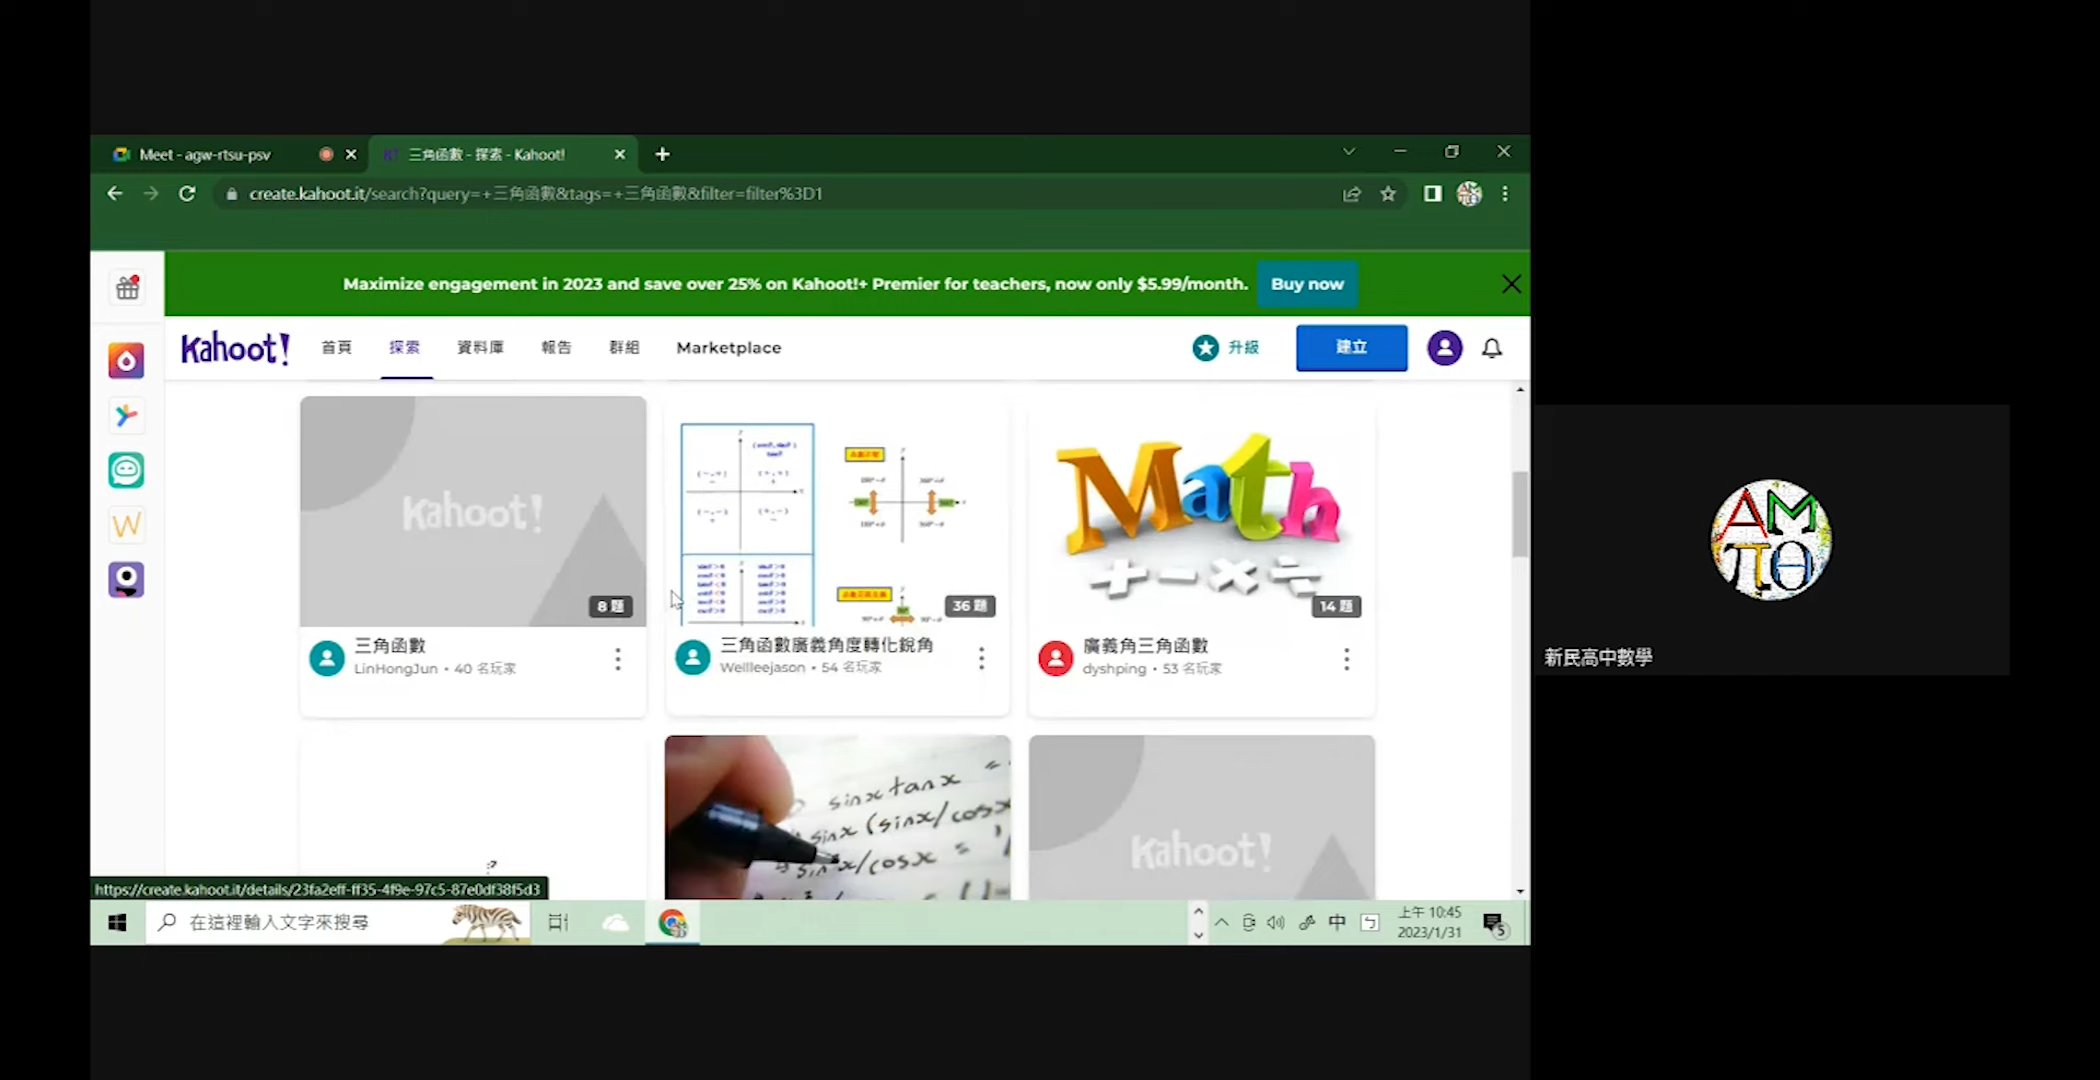 Meet - agw-rtsu-psv
三角函數 - 探索 - Kahoot!
create.kahoot.it/search?query=+三角函數&tags=+三角函數&filter=filter%3D1
Maximize engagement in 2023 and save over 25% on Kahoot!+ Premier for teachers, now only $5.99/month.
Buy now
Kahoot!
首頁
探索
資料庫
報告
群組
Marketplace
升級
建立
Kahoot!
8 題
36 題
Math
+ - × ÷
14 題
三角函數
LinHongJun • 40 名玩家
三角函數廣義角度轉化銳角
Wellleejason • 54 名玩家
廣義角三角函數
dyshping • 53 名玩家
W
sinxtanx =
sinx (sinx/cosx
x/cosx =
Kahoot!
:?
https://create.kahoot.it/details/23fa2eff-ff35-4f9e-97c5-87e0df38f5d3
在這裡輸入文字來搜尋
中
上午 10:45
2023/1/31
5
AM
πθ
新民高中數學